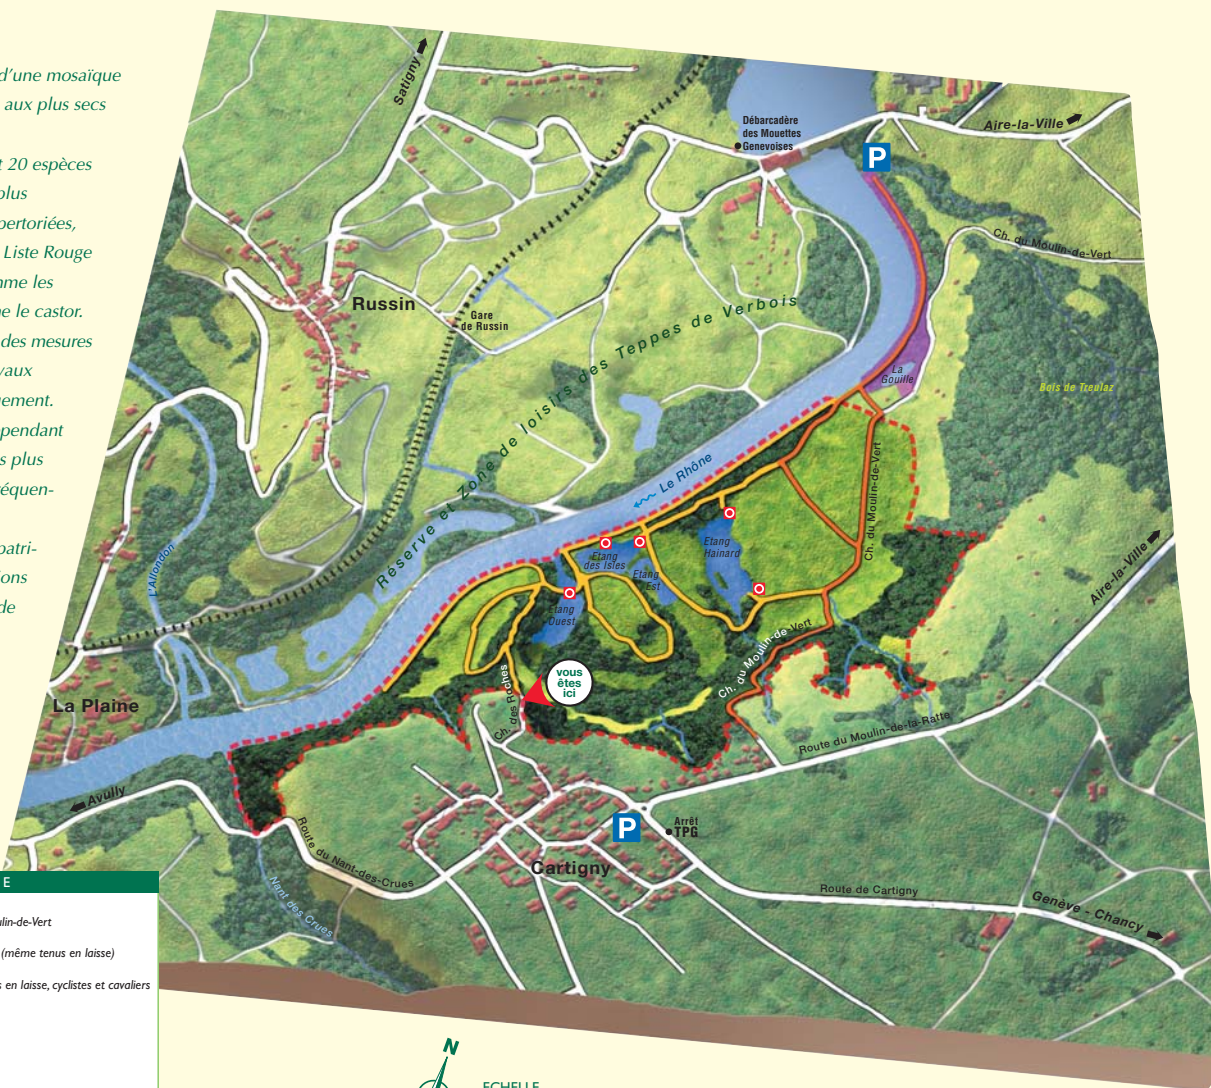 d'une mosaïque
aux plus secs
t 20 espèces
plus
pertoriées,
Liste Rouge
nme les
e le castor.
des mesures
vaux
gement.
ependant
s plus
réquen-
patri-
ions
de
Satigny
Débarcadère
des Mouettes
Genevoises
P
Aire-la-Ville
Ch. du Moulin-de-Vert
Russin
Gare
de Russin
Réserve et Zone de loisirs des Teppes de Verbois
La
Gouille
Bois de Treulaz
Le Rhône
Ch. du Moulin-de-Vert
Etang
Hainard
Etang
des Isles
Etang
Est
Etang
Ouest
L'Allondon
Aire-la-Ville
Ch. du Moulin-de-Vert
vous
êtes
ici
Ch. des Roches
La Plaine
Route du Moulin-de-la-Ratte
Avully
P
Arrêt
TPG
Cartigny
Route du Nant-des-Crues
Nant des Crues
Route de Cartigny
Genève - Chancy
E
ulin-de-Vert
(même tenus en laisse)
s en laisse, cyclistes et cavaliers
N
ECHELLE